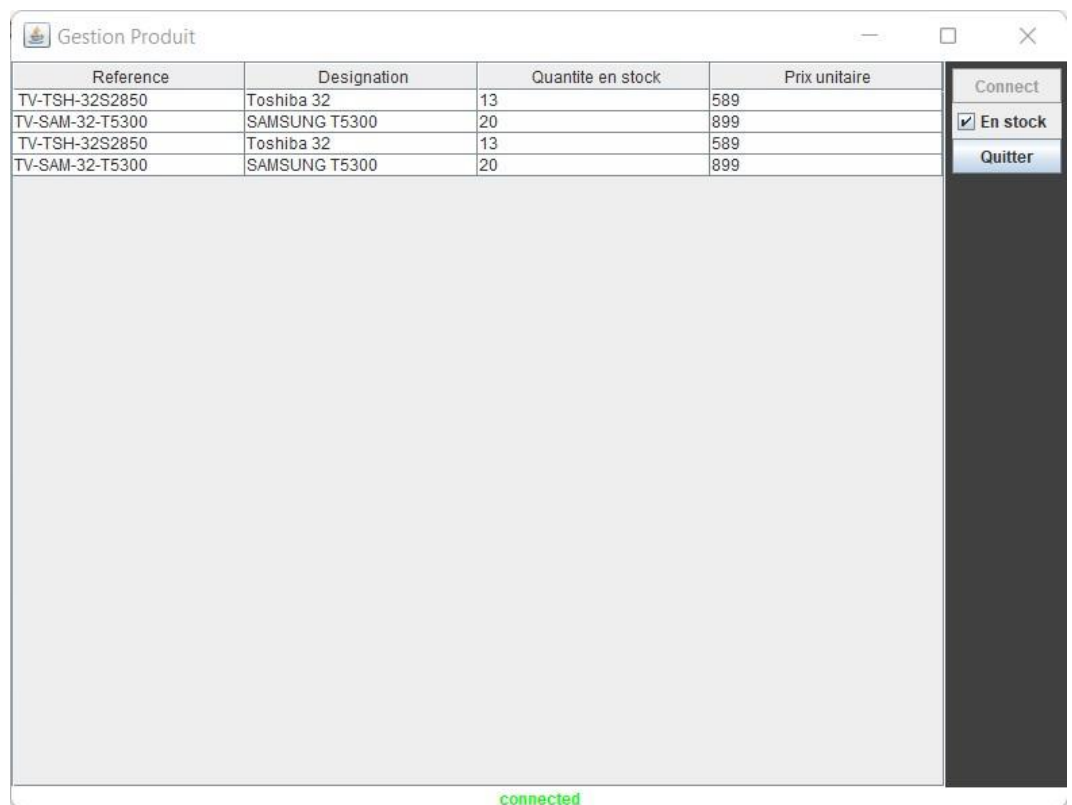 Gestion Produit
Reference Designation Quantite en stock Prix unitaire
TV-TSH-32S2850 Toshiba 32 13 589
TV-SAM-32-T5300 SAMSUNG T5300 20 899
TV-TSH-32S2850 Toshiba 32 13 589
TV-SAM-32-T5300 SAMSUNG T5300 20 899
Connect
En stock
Quitter
connected